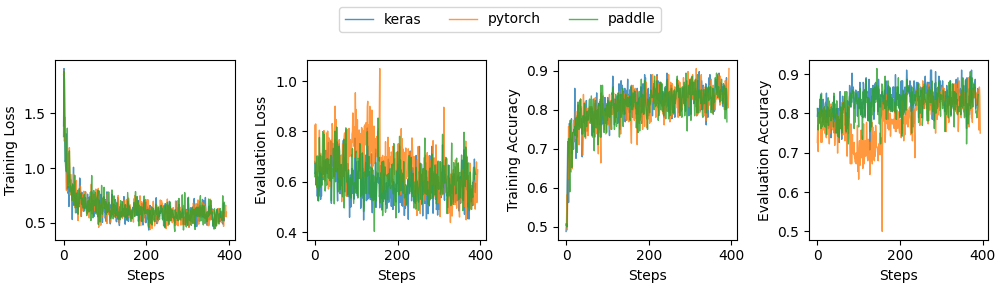 keras pytorch paddle
Training Loss
1.5
1.0
0.5
0 200 400
Steps
Evaluation Loss
1.0
0.8
0.6
0.4
0 200 400
Steps
Training Accuracy
0.9
0.8
0.7
0.6
0.5
0 200 400
Steps
Evaluation Accuracy
0.9
0.8
0.7
0.6
0.5
0 200 400
Steps